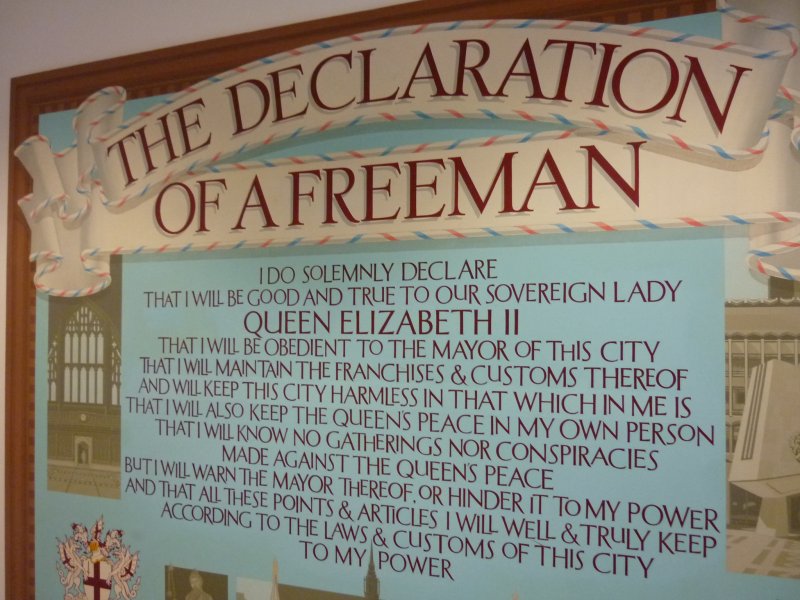 THE DECLARATION
OF A FREEMAN
I DO SOLEMNLY DECLARE
THAT I WILL BE GOOD AND TRUE TO OUR SOVEREIGN LADY
QUEEN ELIZABETH II
THAT I WILL BE OBEDIENT TO THE MAYOR OF THIS CITY
THAT I WILL MAINTAIN THE FRANCHISES & CUSTOMS THEREOF
AND WILL KEEP THIS CITY HARMLESS IN THAT WHICH IN ME IS
THAT I WILL ALSO KEEP THE QUEEN'S PEACE IN MY OWN PERSON
THAT I WILL KNOW NO GATHERINGS NOR CONSPIRACIES
MADE AGAINST THE QUEEN'S PEACE
BUT I WILL WARN THE MAYOR THEREOF, OR HINDER IT TO MY POWER
AND THAT ALL THESE POINTS & ARTICLES I WILL WELL & TRULY KEEP
ACCORDING TO THE LAWS & CUSTOMS OF THIS CITY
TO MY POWER